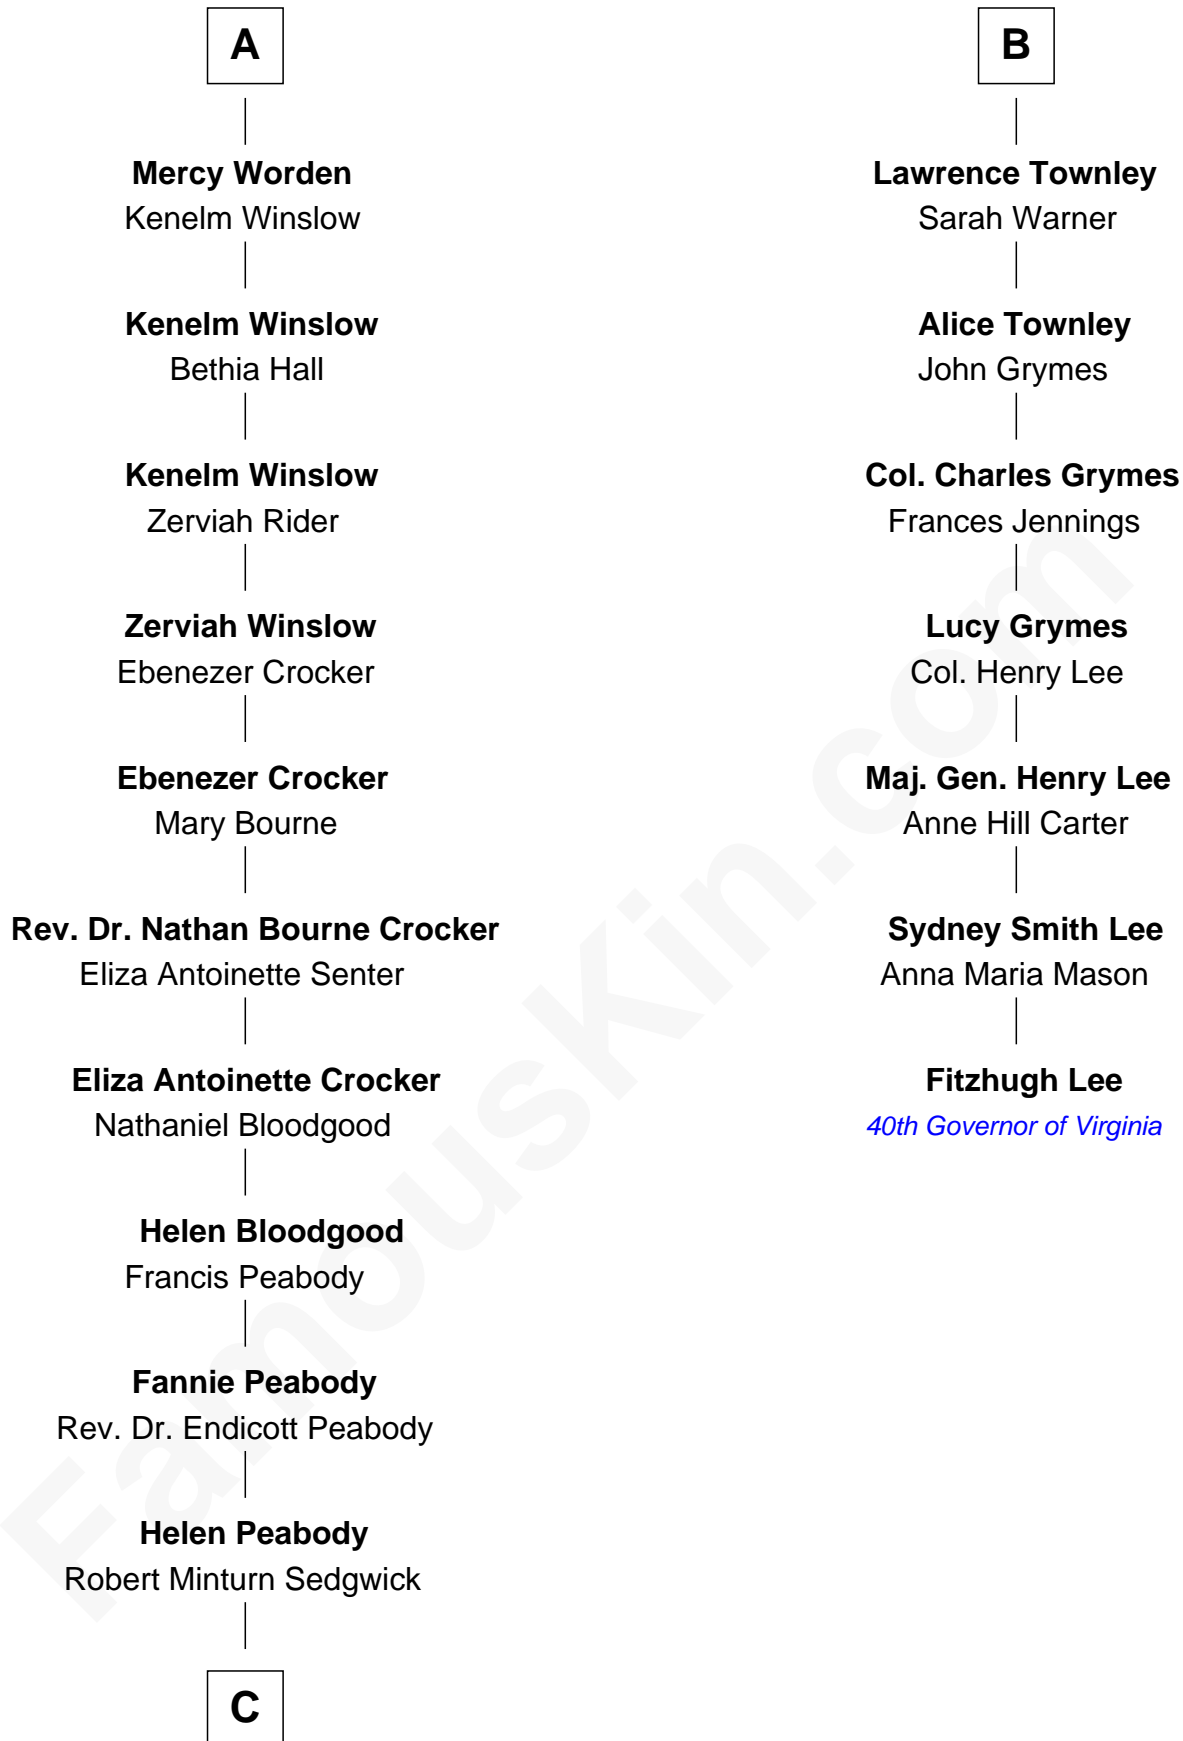 A
Mercy Worden
Kenelm Winslow
Kenelm Winslow
Bethia Hall
Kenelm Winslow
Zerviah Rider
Zerviah Winslow
Ebenezer Crocker
Ebenezer Crocker
Mary Bourne
Rev. Dr. Nathan Bourne Crocker
Eliza Antoinette Senter
Eliza Antoinette Crocker
Nathaniel Bloodgood
Helen Bloodgood
Francis Peabody
Fannie Peabody
Rev. Dr. Endicott Peabody
Helen Peabody
Robert Minturn Sedgwick
C
B
Lawrence Townley
Sarah Warner
Alice Townley
John Grymes
Col. Charles Grymes
Frances Jennings
Lucy Grymes
Col. Henry Lee
Maj. Gen. Henry Lee
Anne Hill Carter
Sydney Smith Lee
Anna Maria Mason
Fitzhugh Lee
40th Governor of Virginia
FamousKin.com